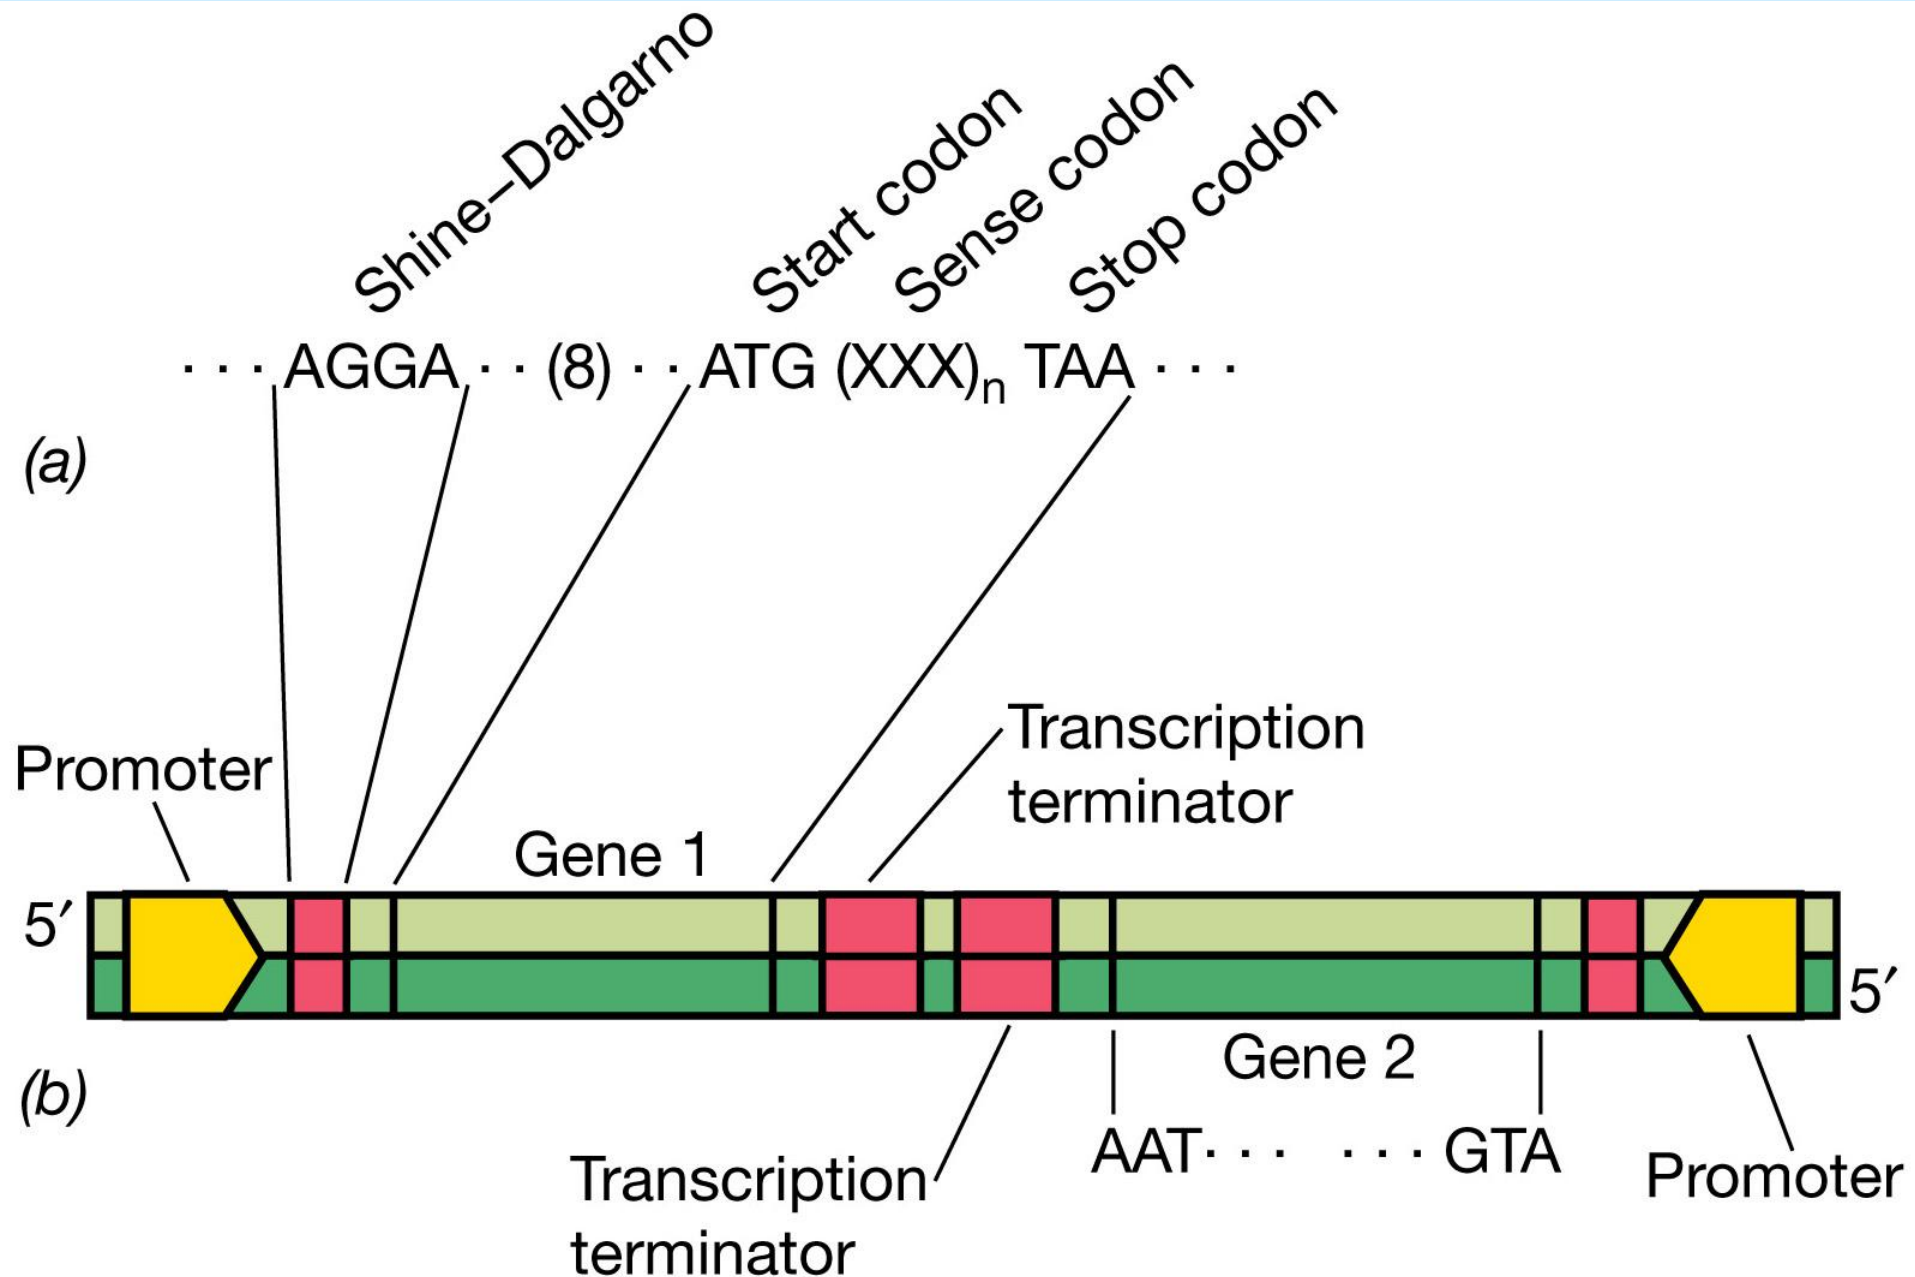 Shine–Dalgarno
Start codon
Sense codon
Stop codon
· · · AGGA · · (8) · · ATG (XXX)n TAA · · ·
(a)
Promoter
Transcription
terminator
Gene 1
5′
5′
(b)
Gene 2
AAT· · · · · · GTA
Transcription
terminator
Promoter